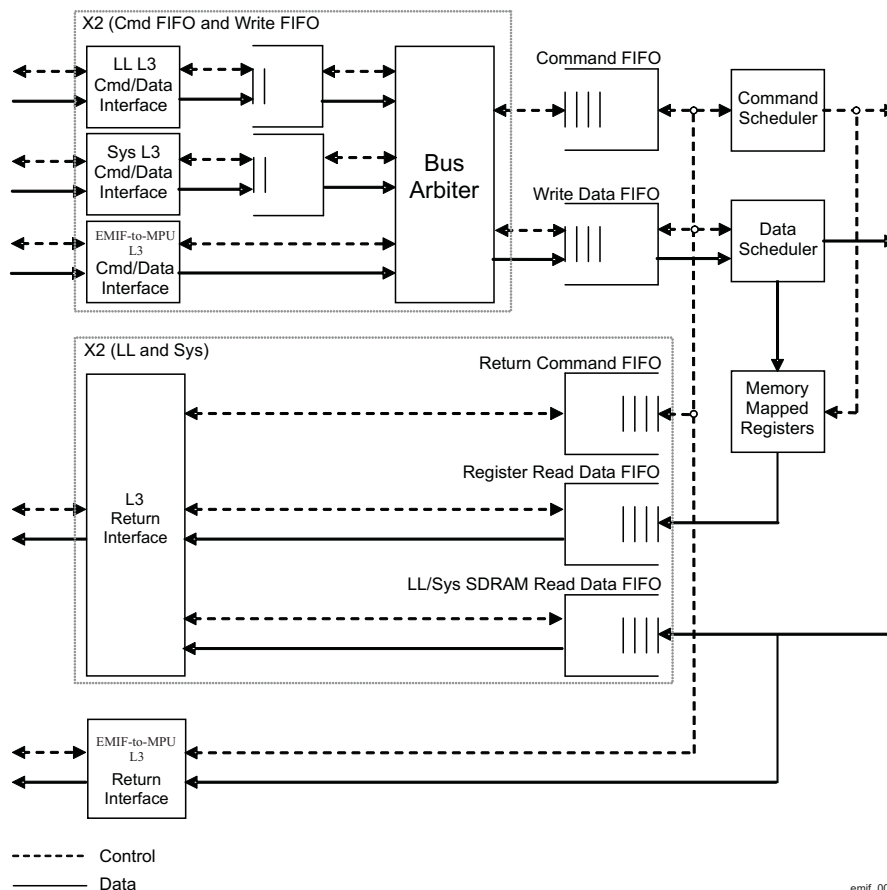 X2 (Cmd FIFO and Write FIFO
LL L3
Cmd/Data
Interface
Sys L3
Cmd/Data
Interface
EMIF-to-MPU
L3
Cmd/Data
Interface
Bus
Arbiter
Command FIFO
Command
Scheduler
Write Data FIFO
Data
Scheduler
Memory
Mapped
Registers
X2 (LL and Sys)
Return Command FIFO
Register Read Data FIFO
L3
Return
Interface
LL/Sys SDRAM Read Data FIFO
EMIF-to-MPU
L3
Return
Interface
Control
Data